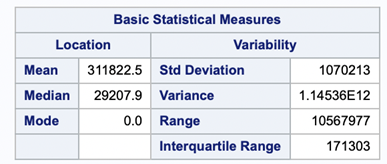 Basic Statistical Measures
Location Variability
Mean 311822.5 Std Deviation 1070213
Median 29207.9 Variance 1.14536E12
Mode 0.0 Range 10567977
Interquartile Range 171303